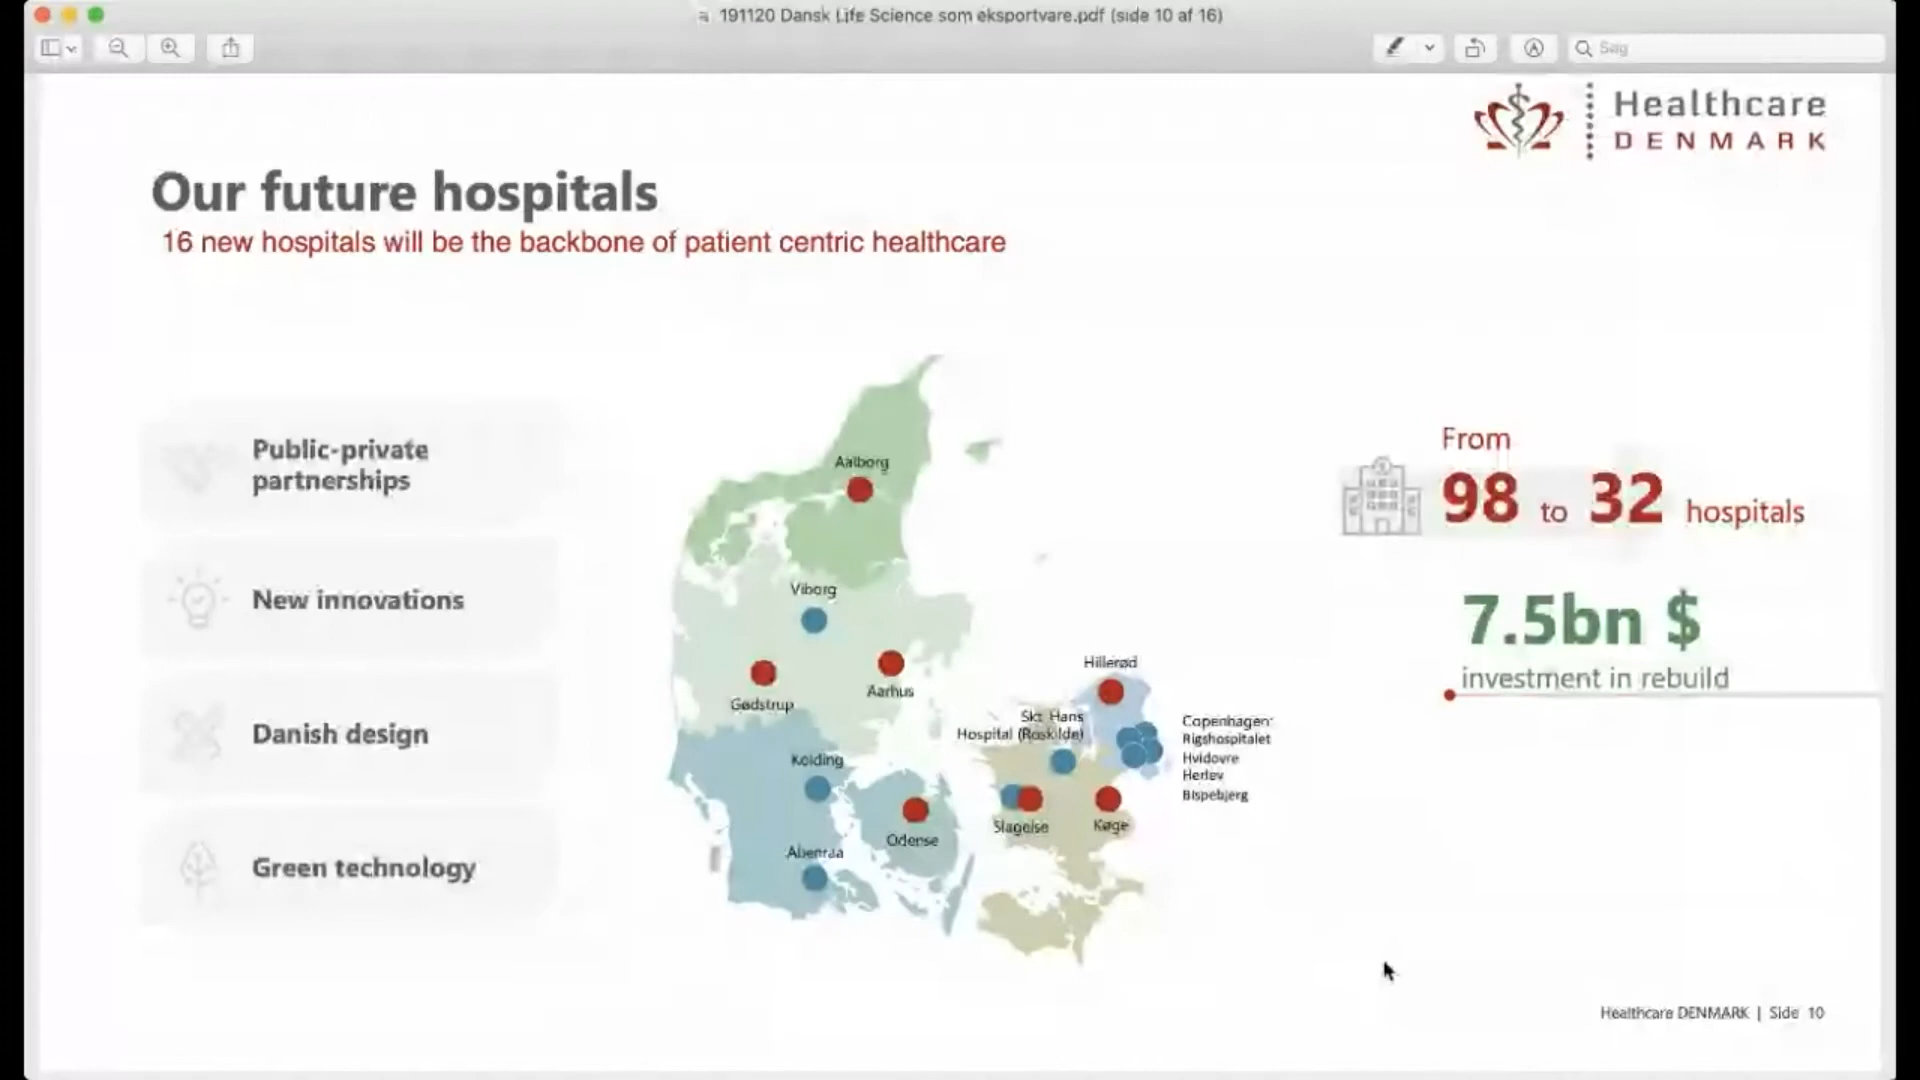 191120 Dansk Life Science som eksportvare.pdf (side 10 af 16)
Søg
Healthcare
DENMARK
Our future hospitals
16 new hospitals will be the backbone of patient centric healthcare
Public-private
partnerships
New innovations
Danish design
Green technology
Aalborg
Viborg
Gødstrup
Aarhus
Kolding
Odense
Abenraa
Hillerød
Skt Hans
Hospital (Roskilde)
Slagelse
Køge
Copenhagen:
Rigshospitalet
Hvidovre
Herlev
Bispebjerg
From
98 to 32 hospitals
7.5bn $
investment in rebuild
Healthcare DENMARK | Side 10